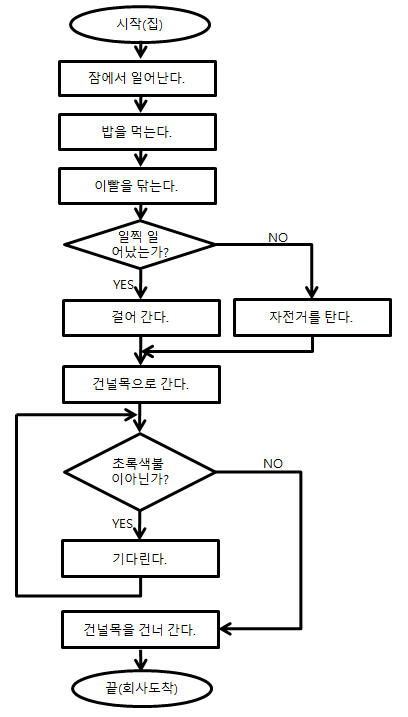 시작(집)
잠에서 일어난다.
밥을 먹는다.
이빨을 닦는다.
일찍 일
어났는가?
NO
YES
걸어 간다.
자전거를 탄다.
건널목으로 간다.
초록색불
이아닌가?
NO
YES
기다린다.
건널목을 건너 간다.
끝(회사도착)